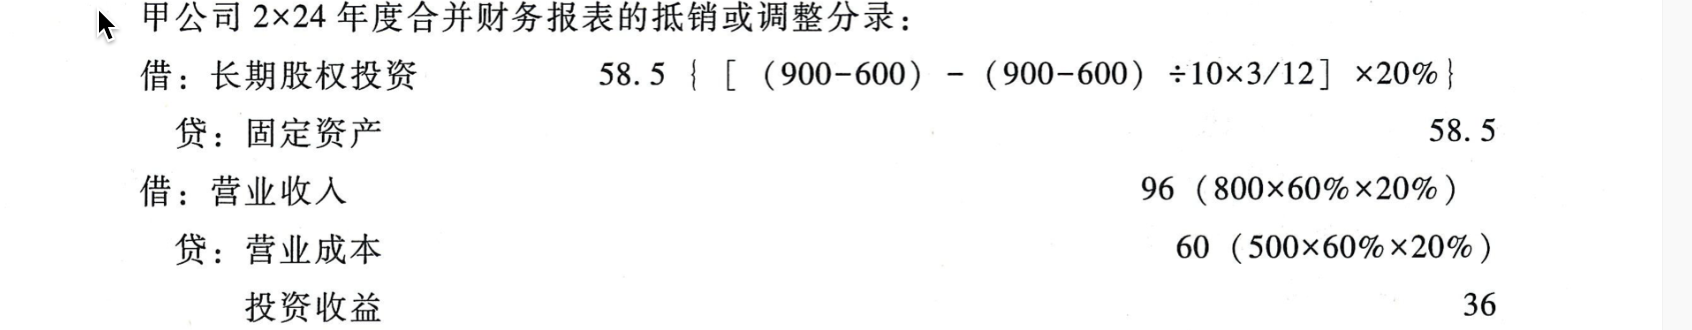 甲公司 2×24 年度合并财务报表的抵销或调整分录：
借：长期股权投资 58.5｛［（900-600）-（900-600）÷10×3/12］×20%｝
贷：固定资产 58.5
借：营业收入 96（800×60%×20%）
贷：营业成本 60（500×60%×20%）
投资收益 36